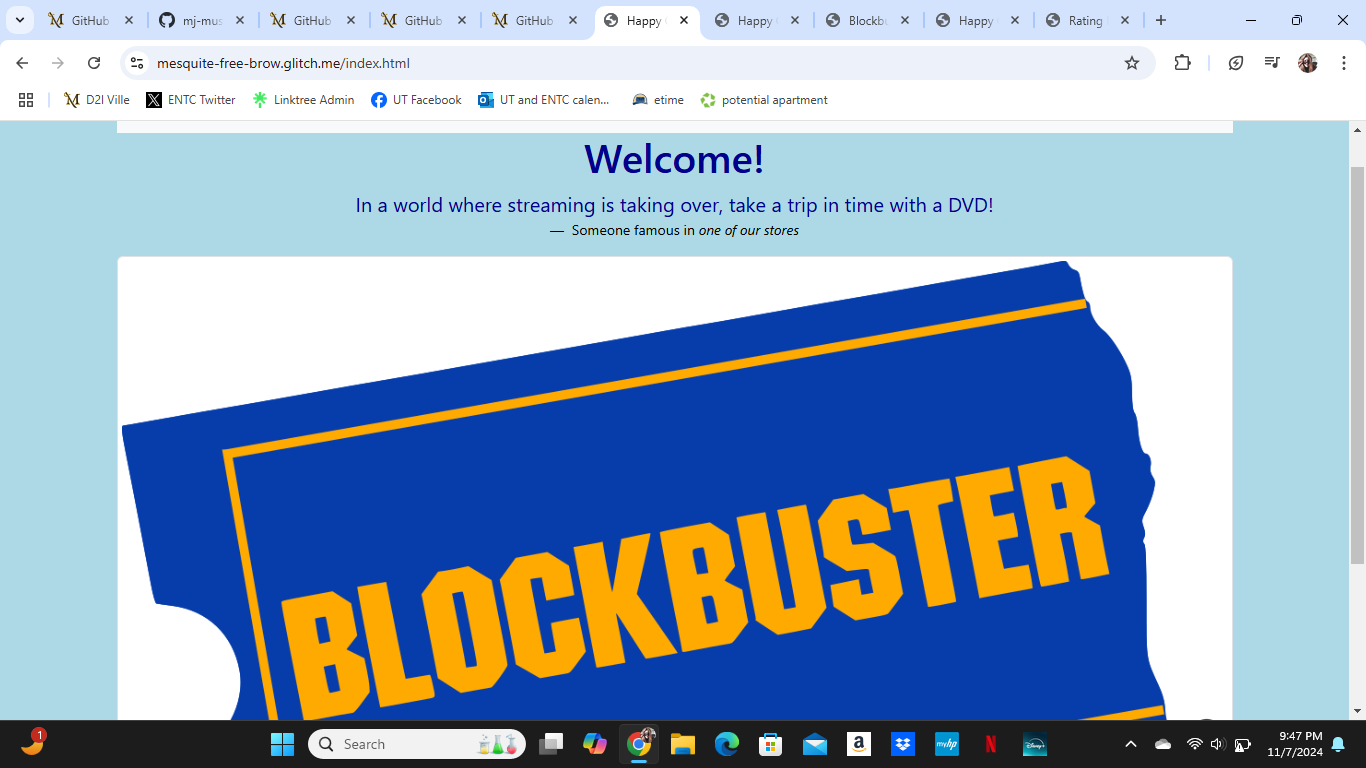 GitHub
mj-mus
GitHub
GitHub
GitHub
Happy
Happy
Blockbu
Happy
Rating
mesquite-free-brow.glitch.me/index.html
D2l Ville
ENTC Twitter
Linktree Admin
UT Facebook
UT and ENTC calen...
etime
potential apartment
Welcome!
In a world where streaming is taking over, take a trip in time with a DVD!
— Someone famous in one of our stores
BLOCKBUSTER
1
Search
a
myhp
N
Disney+
9:47 PM
11/7/2024